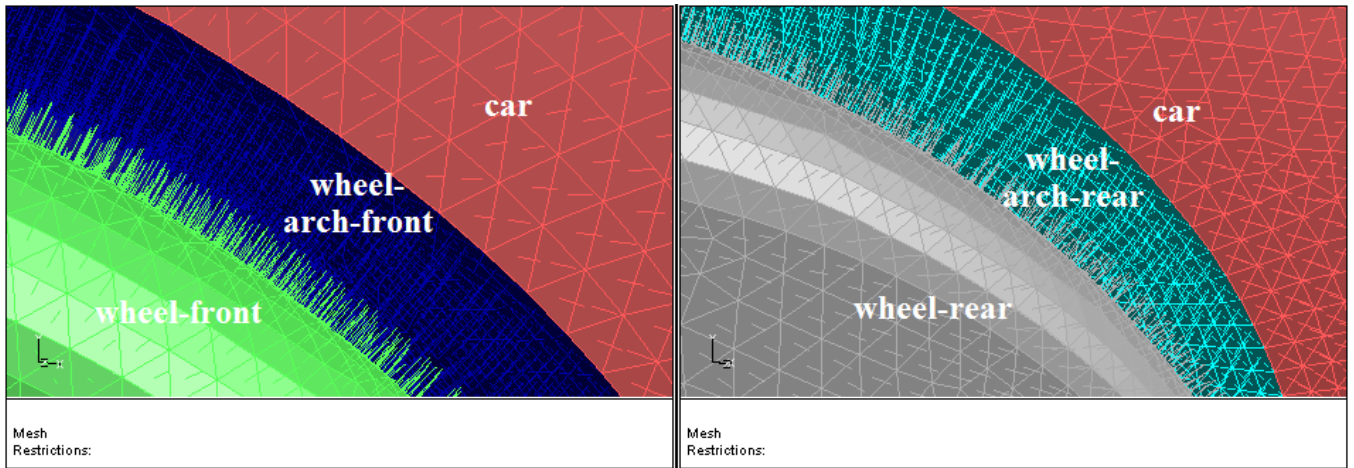 car
wheel-
arch-front
wheel-front
Mesh
Restrictions:
car
wheel-
arch-rear
wheel-rear
Mesh
Restrictions: